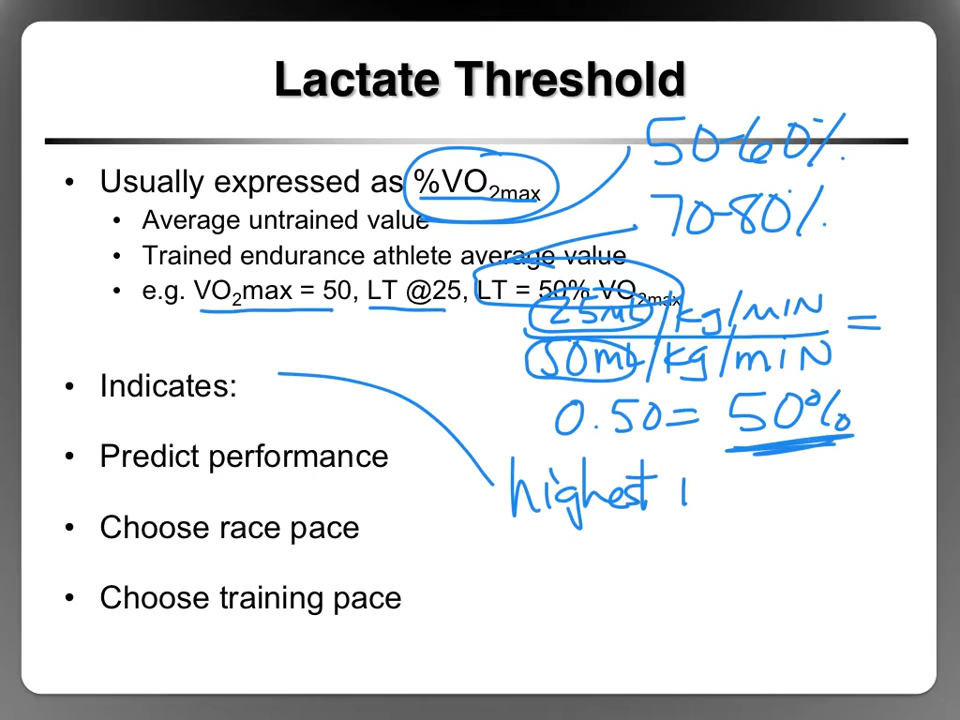 Lactate Threshold
50-60%
• Usually expressed as %VO2max
• Average untrained value
70-80%
• Trained endurance athlete average value
• e.g. VO2max = 50, LT @25, LT = 50% VO2max
25mL/kg/MIN =
50mL/kg/MIN
• Indicates:
0.50 = 50%
• Predict performance
highest
• Choose race pace
• Choose training pace